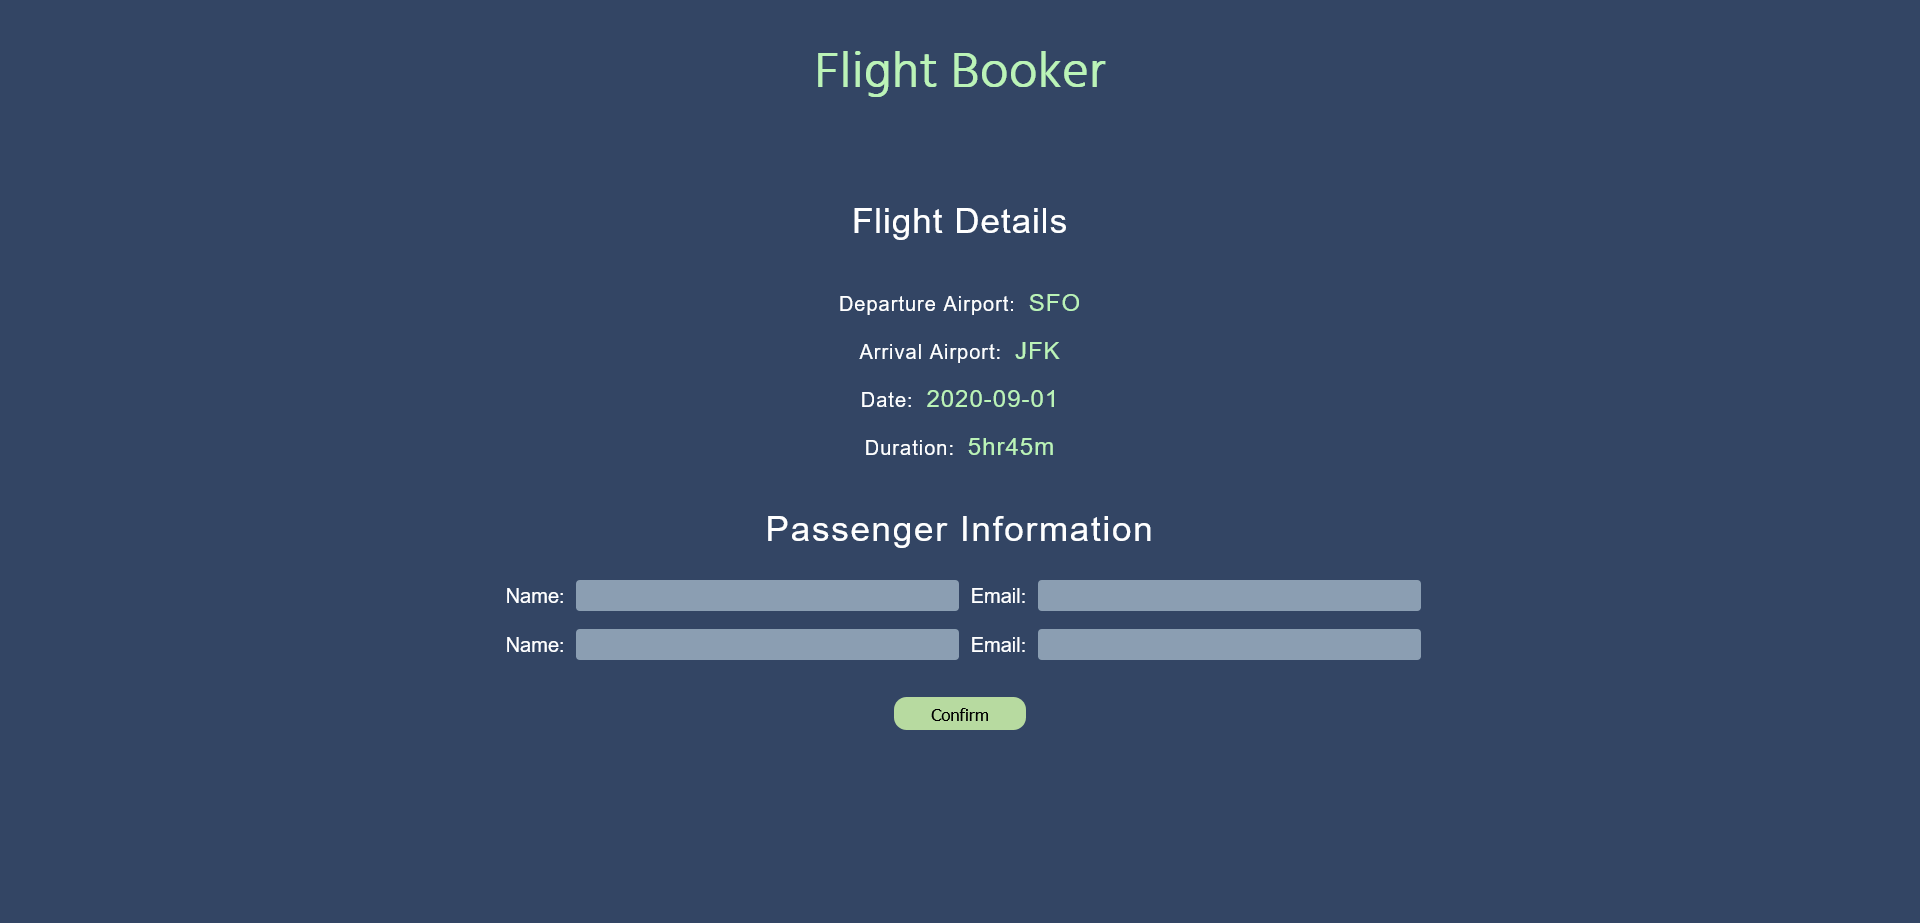 Flight Booker
Flight Details
Departure Airport: SFO
Arrival Airport: JFK
Date: 2020-09-01
Duration: 5hr45m
Passenger Information
Name: Email:
Name: Email:
Confirm